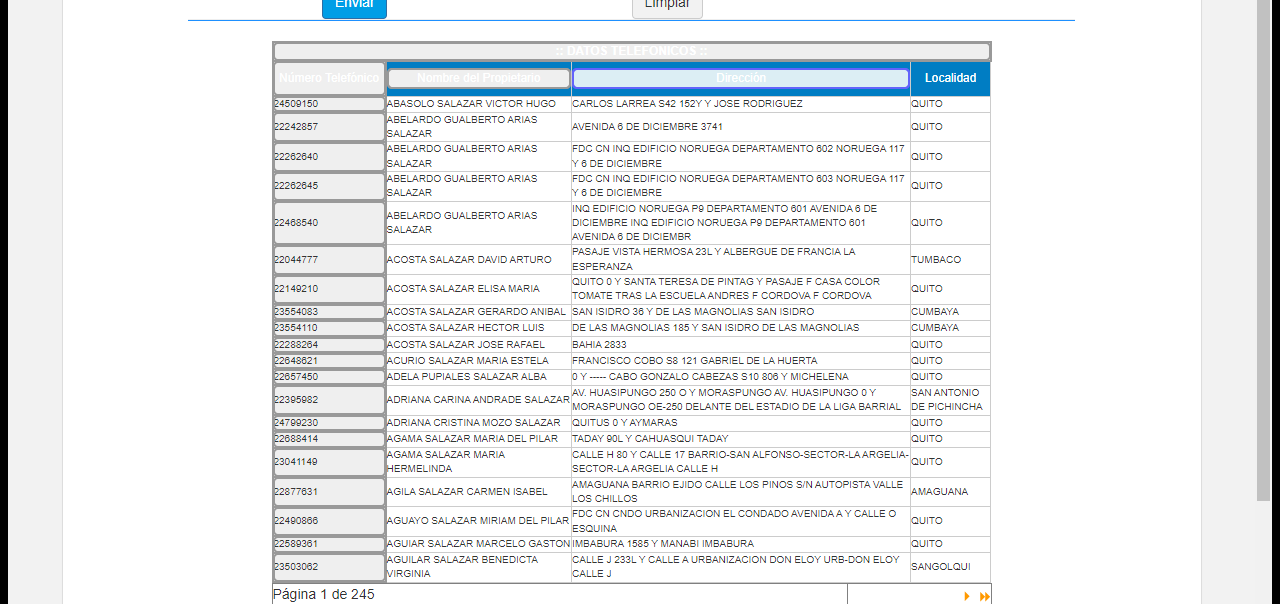 Enviar Limpiar
:: DATOS TELEFONICOS ::
Número Telefónico Nombre del Propietario Dirección Localidad
24509150 ABASOLO SALAZAR VICTOR HUGO CARLOS LARREA S42 152Y Y JOSE RODRIGUEZ QUITO
22242857 ABELARDO GUALBERTO ARIAS
SALAZAR AVENIDA 6 DE DICIEMBRE 3741 QUITO
22262640 ABELARDO GUALBERTO ARIAS
SALAZAR FDC CN INQ EDIFICIO NORUEGA DEPARTAMENTO 602 NORUEGA 117
Y 6 DE DICIEMBRE QUITO
22262645 ABELARDO GUALBERTO ARIAS
SALAZAR FDC CN INQ EDIFICIO NORUEGA DEPARTAMENTO 603 NORUEGA 117
Y 6 DE DICIEMBRE QUITO
22468540 ABELARDO GUALBERTO ARIAS
SALAZAR INQ EDIFICIO NORUEGA P9 DEPARTAMENTO 601 AVENIDA 6 DE
DICIEMBRE INQ EDIFICIO NORUEGA P9 DEPARTAMENTO 601
AVENIDA 6 DE DICIEMBR QUITO
22044777 ACOSTA SALAZAR DAVID ARTURO PASAJE VISTA HERMOSA 23L Y ALBERGUE DE FRANCIA LA
ESPERANZA TUMBACO
22149210 ACOSTA SALAZAR ELISA MARIA QUITO 0 Y SANTA TERESA DE PINTAG Y PASAJE F CASA COLOR
TOMATE TRAS LA ESCUELA ANDRES F CORDOVA F CORDOVA QUITO
23554083 ACOSTA SALAZAR GERARDO ANIBAL SAN ISIDRO 36 Y DE LAS MAGNOLIAS SAN ISIDRO CUMBAYA
23554110 ACOSTA SALAZAR HECTOR LUIS DE LAS MAGNOLIAS 185 Y SAN ISIDRO DE LAS MAGNOLIAS CUMBAYA
22288264 ACOSTA SALAZAR JOSE RAFAEL BAHIA 2833 QUITO
22648621 ACURIO SALAZAR MARIA ESTELA FRANCISCO COBO S8 121 GABRIEL DE LA HUERTA QUITO
22657450 ADELA PUPIALES SALAZAR ALBA 0 Y ----- CABO GONZALO CABEZAS S10 806 Y MICHELENA QUITO
22395982 ADRIANA CARINA ANDRADE SALAZAR AV. HUASIPUNGO 250 O Y MORASPUNGO AV. HUASIPUNGO 0 Y
MORASPUNGO OE-250 DELANTE DEL ESTADIO DE LA LIGA BARRIAL SAN ANTONIO
DE PICHINCHA
24799230 ADRIANA CRISTINA MOZO SALAZAR QUITUS 0 Y AYMARAS QUITO
22688414 AGAMA SALAZAR MARIA DEL PILAR TADAY 90L Y CAHUASQUI TADAY QUITO
23041149 AGAMA SALAZAR MARIA
HERMELINDA CALLE H 80 Y CALLE 17 BARRIO-SAN ALFONSO-SECTOR-LA ARGELIA-
SECTOR-LA ARGELIA CALLE H QUITO
22877631 AGILA SALAZAR CARMEN ISABEL AMAGUANA BARRIO EJIDO CALLE LOS PINOS S/N AUTOPISTA VALLE
LOS CHILLOS AMAGUANA
22490866 AGUAYO SALAZAR MIRIAM DEL PILAR FDC CN CNDO URBANIZACION EL CONDADO AVENIDA A Y CALLE O
ESQUINA QUITO
22589361 AGUIAR SALAZAR MARCELO GASTON IMBABURA 1585 Y MANABI IMBABURA QUITO
23503062 AGUILAR SALAZAR BENEDICTA
VIRGINIA CALLE J 233L Y CALLE A URBANIZACION DON ELOY URB-DON ELOY
CALLE J SANGOLQUI
Página 1 de 245